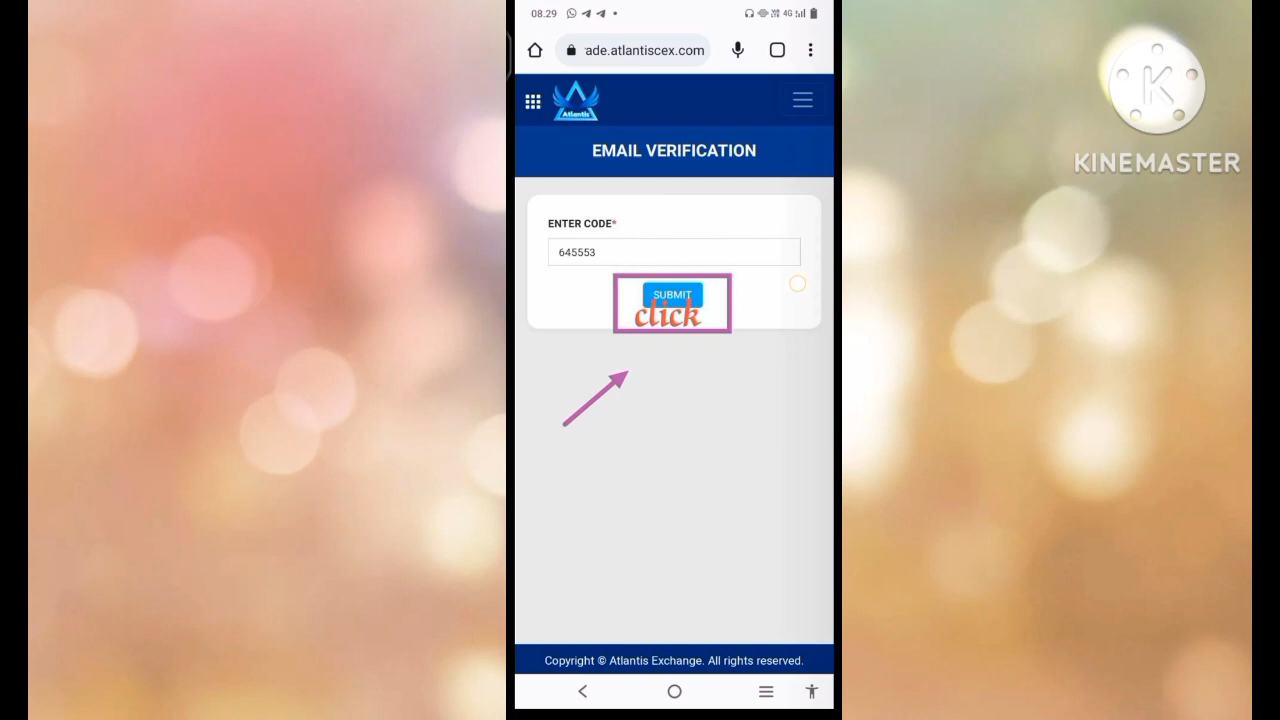 08.29
4G
ade.atlantiscex.com
Atlantis
EMAIL VERIFICATION
ENTER CODE*
645553
SUBMIT
click
Copyright © Atlantis Exchange. All rights reserved.
K
KINEMASTER